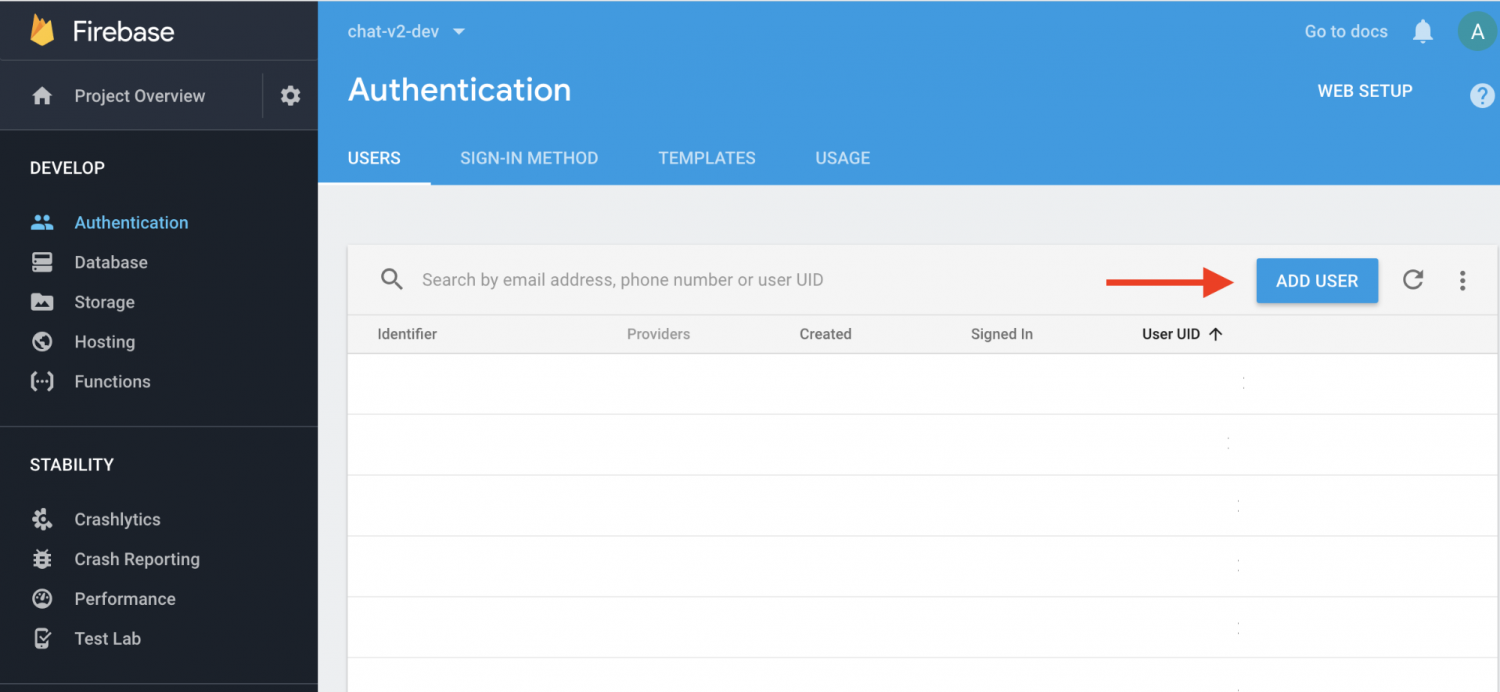 Firebase
Project Overview
DEVELOP
Authentication
Database
Storage
Hosting
Functions
STABILITY
Crashlytics
Crash Reporting
Performance
Test Lab
chat-v2-dev
Go to docs
A
Authentication
WEB SETUP
?
USERS SIGN-IN METHOD TEMPLATES USAGE
Search by email address, phone number or user UID
ADD USER
Identifier Providers Created Signed In User UID